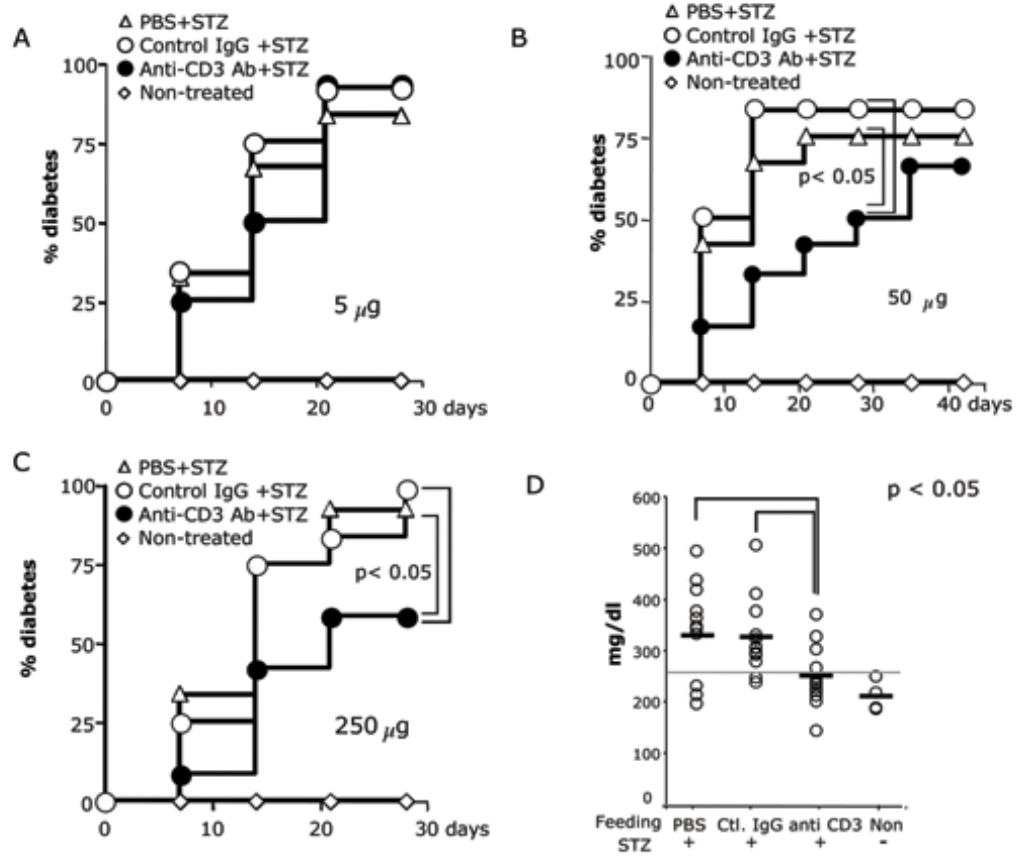 A
PBS+STZ
Control IgG +STZ
Anti-CD3 Ab+STZ
Non-treated
100
75
50
25
0
% diabetes
5 µg
0 10 20 30 days
B
PBS+STZ
Control IgG +STZ
Anti-CD3 Ab+STZ
Non-treated
100
75
50
25
0
% diabetes
p< 0.05
50 µg
0 10 20 30 40 days
C
PBS+STZ
Control IgG +STZ
Anti-CD3 Ab+STZ
Non-treated
100
75
50
25
0
% diabetes
p< 0.05
250 µg
0 10 20 30 days
D
p < 0.05
600
500
400
300
200
100
0
mg/dl
Feeding PBS Ctl. IgG anti CD3 Non
STZ + + + -